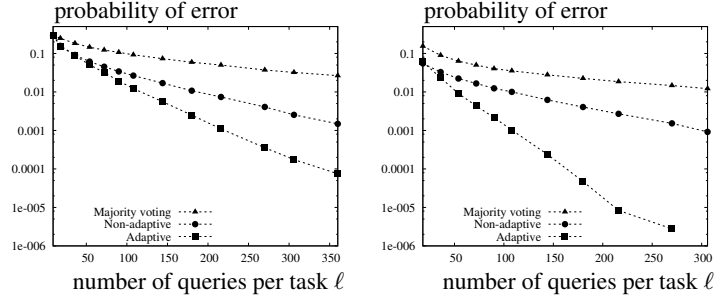 probability of error
0.1
0.01
0.001
0.0001
1e-005
1e-006
Majority voting
Non-adaptive
Adaptive
50 100 150 200 250 300 350
number of queries per task ℓ
probability of error
0.1
0.01
0.001
0.0001
1e-005
1e-006
Majority voting
Non-adaptive
Adaptive
50 100 150 200 250 300
number of queries per task ℓ